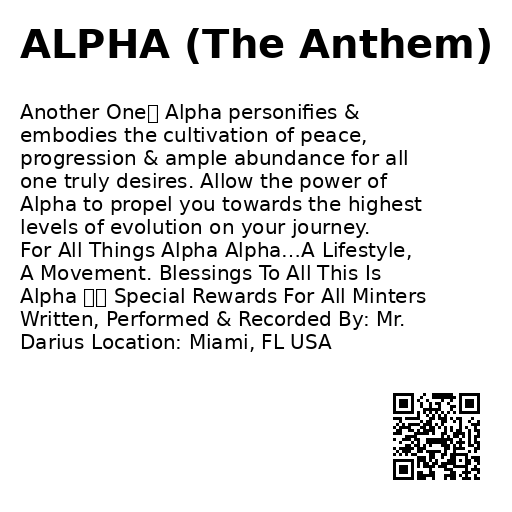 ALPHA (The Anthem)
Another One▯ Alpha personifies &
embodies the cultivation of peace,
progression & ample abundance for all
one truly desires. Allow the power of
Alpha to propel you towards the highest
levels of evolution on your journey.
For All Things Alpha Alpha...A Lifestyle,
A Movement. Blessings To All This Is
Alpha ▯▯ Special Rewards For All Minters
Written, Performed & Recorded By: Mr.
Darius Location: Miami, FL USA